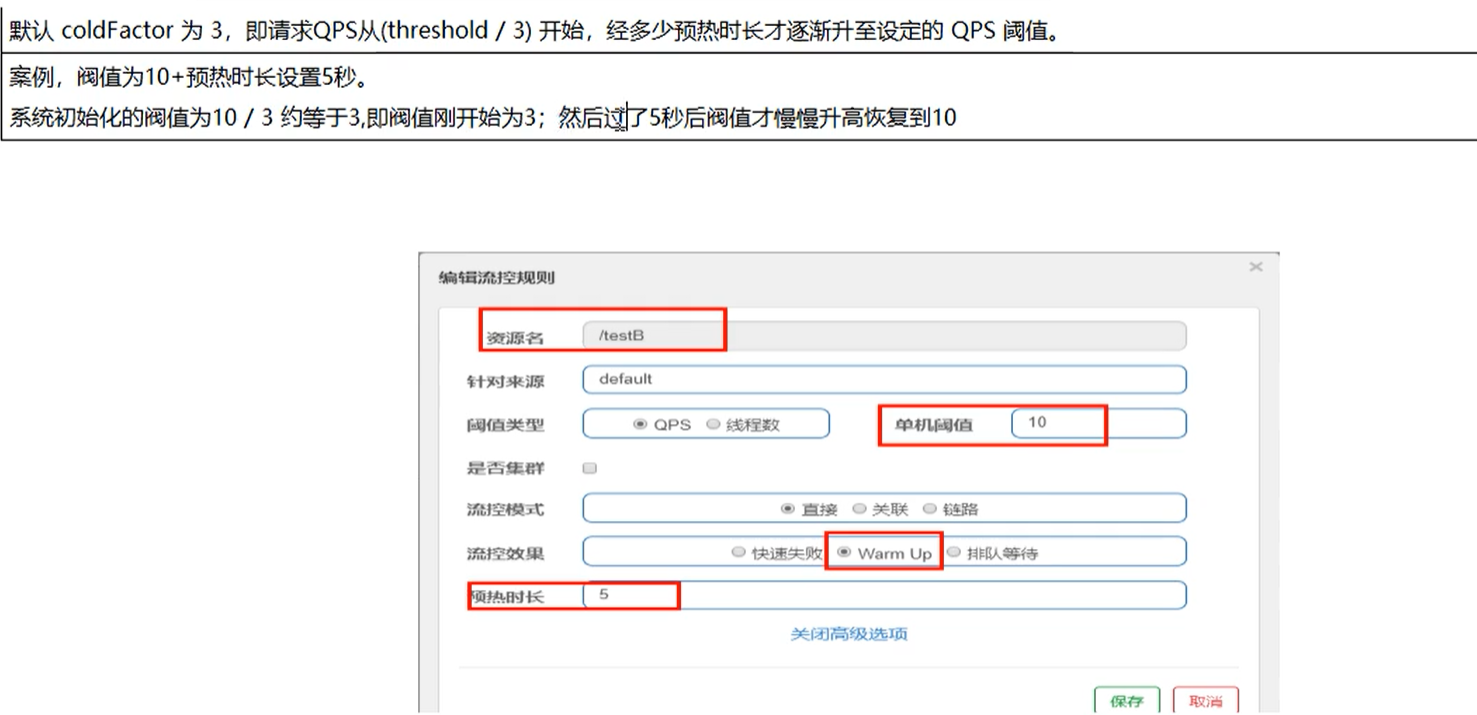 默认 coldFactor 为 3，即请求QPS从(threshold / 3) 开始，经多少预热时长才逐渐升至设定的 QPS 阈值。
案例，阀值为10+预热时长设置5秒。
系统初始化的阀值为10 / 3 约等于3,即阀值刚开始为3；然后过了5秒后阀值才慢慢升高恢复到10
编辑流控规则
×
资源名 /testB
针对来源 default
阈值类型 QPS 线程数 单机阈值 10
是否集群
流控模式 直接 关联 链路
流控效果 快速失败 Warm Up 排队等待
预热时长 5
关闭高级选项
保存 取消